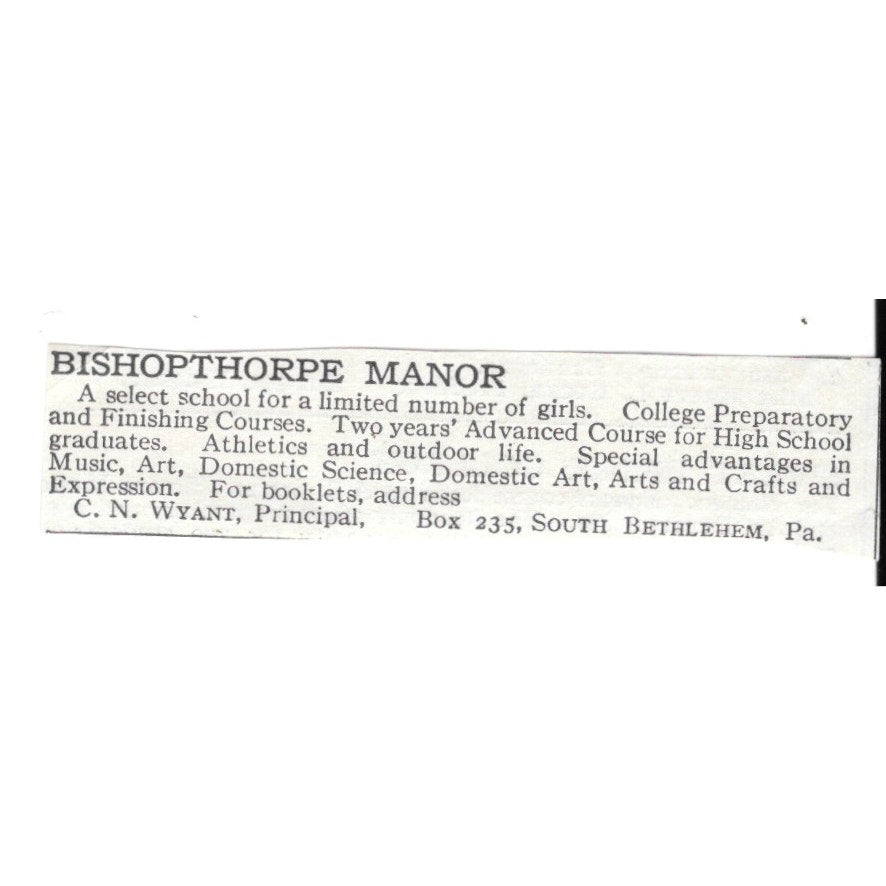 BISHOPTHORPE MANOR
A select school for a limited number of girls. College Preparatory
and Finishing Courses. Two years' Advanced Course for High School
graduates. Athletics and outdoor life. Special advantages in
Music, Art, Domestic Science, Domestic Art, Arts and Crafts and
Expression. For booklets, address
C. N. WYANT, Principal, Box 235, SOUTH BETHLEHEM, Pa.